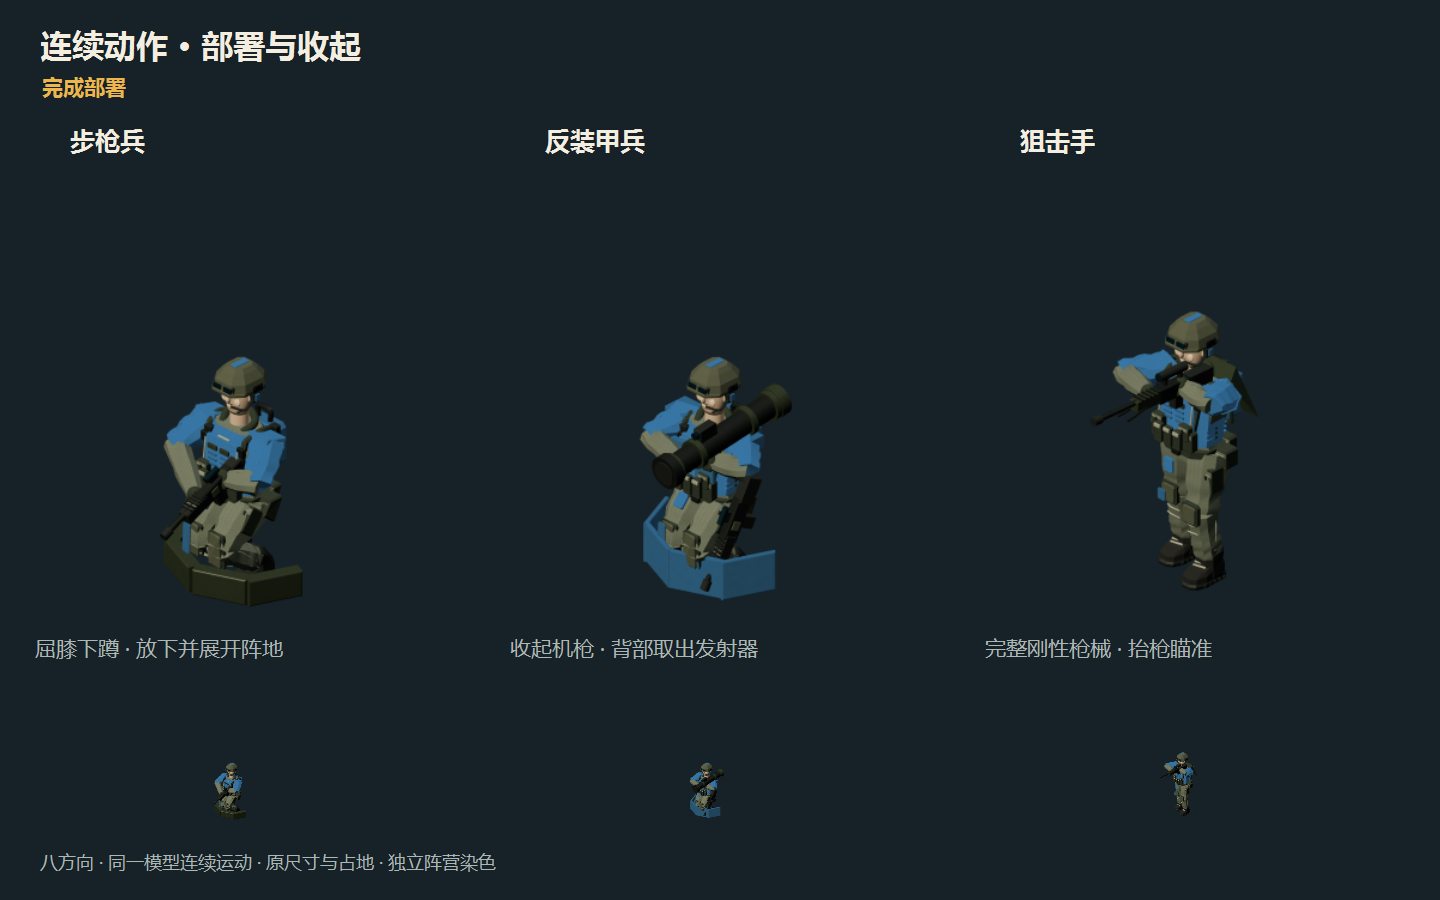 连续动作·部署与收起
完成部署
步枪兵
反装甲兵
狙击手
屈膝下蹲·放下并展开阵地
收起机枪·背部取出发射器
完整刚性枪械·抬枪瞄准
八方向·同一模型连续运动·原尺寸与占地·独立阵营染色